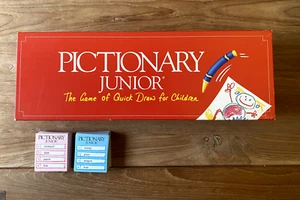 PICTIONARY
JUNIOR®
The Game of Quick Draw for Children.
PICTIONARY
JUNIOR
PICTIONARY
JUNIOR